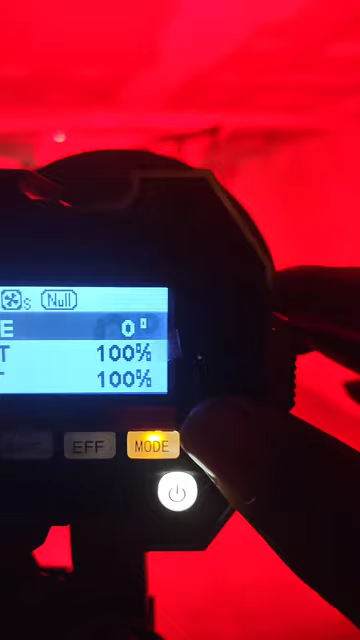 S Null
E 0°
T 100%
T 100%
EFF MODE